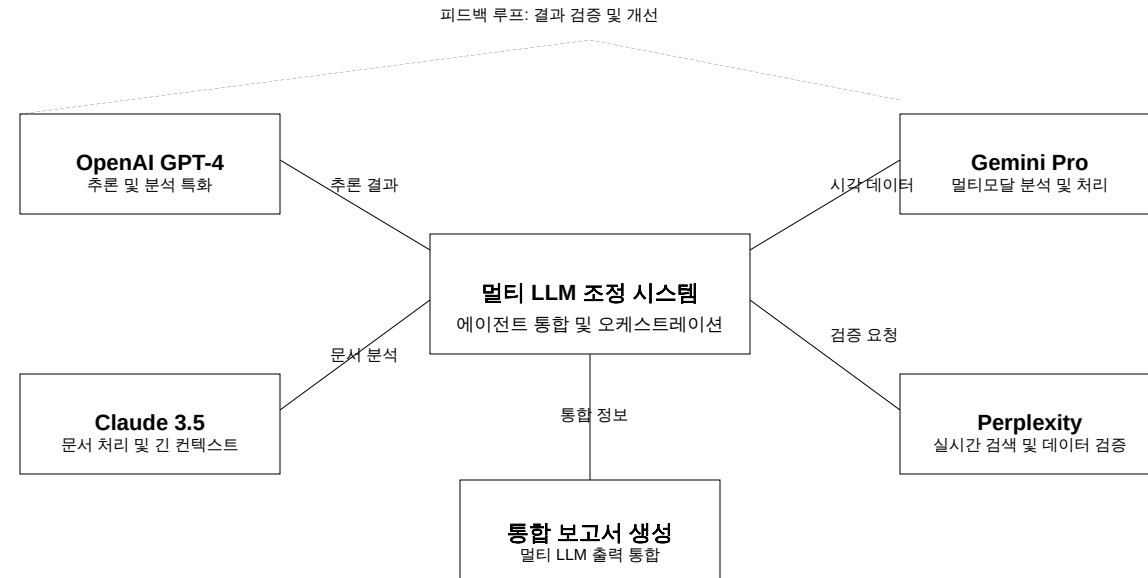 피드백 루프: 결과 검증 및 개선
OpenAI GPT-4
추론 및 분석 특화
Gemini Pro
멀티모달 분석 및 처리
추론 결과
시각 데이터
멀티 LLM 조정 시스템
에이전트 통합 및 오케스트레이션
문서 분석
검증 요청
Claude 3.5
문서 처리 및 긴 컨텍스트
통합 정보
Perplexity
실시간 검색 및 데이터 검증
통합 보고서 생성
멀티 LLM 출력 통합